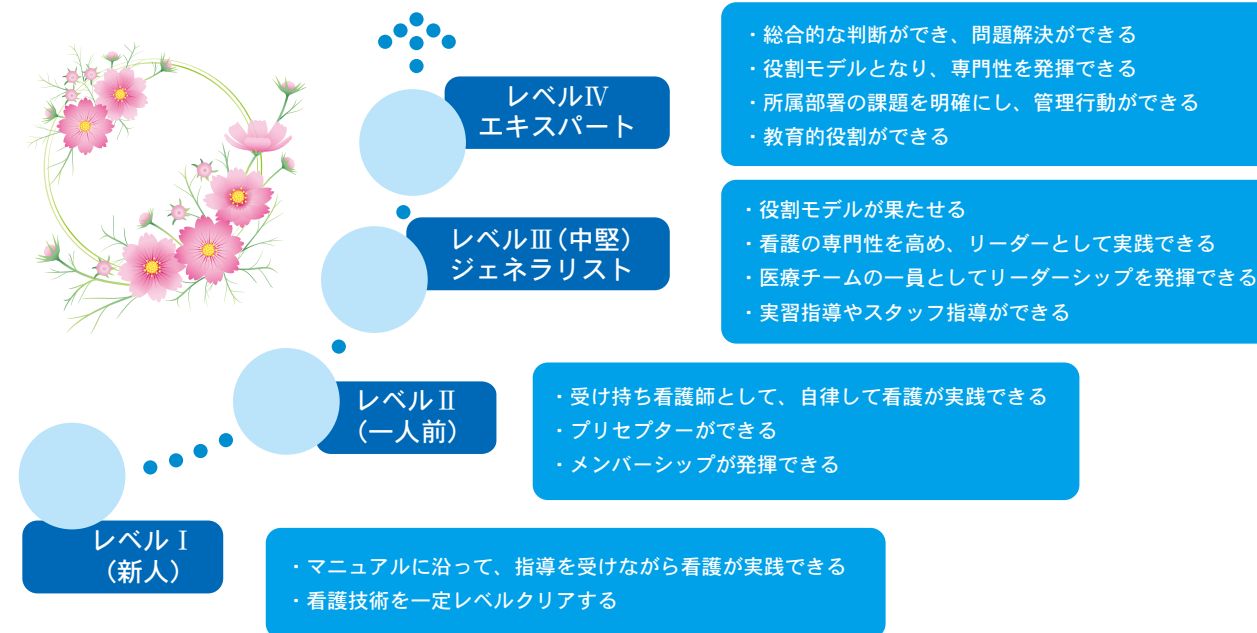 レベルⅣ
エキスパート
・総合的な判断ができ、問題解決ができる
・役割モデルとなり、専門性を発揮できる
・所属部署の課題を明確にし、管理行動ができる
・教育的役割ができる
レベルⅢ(中堅)
ジェネラリスト
・役割モデルが果たせる
・看護の専門性を高め、リーダーとして実践できる
・医療チームの一員としてリーダーシップを発揮できる
・実習指導やスタッフ指導ができる
レベルⅡ
(一人前)
・受け持ち看護師として、自律して看護が実践できる
・プリセプターができる
・メンバーシップが発揮できる
レベルⅠ
(新人)
・マニュアルに沿って、指導を受けながら看護が実践できる
・看護技術を一定レベルクリアする